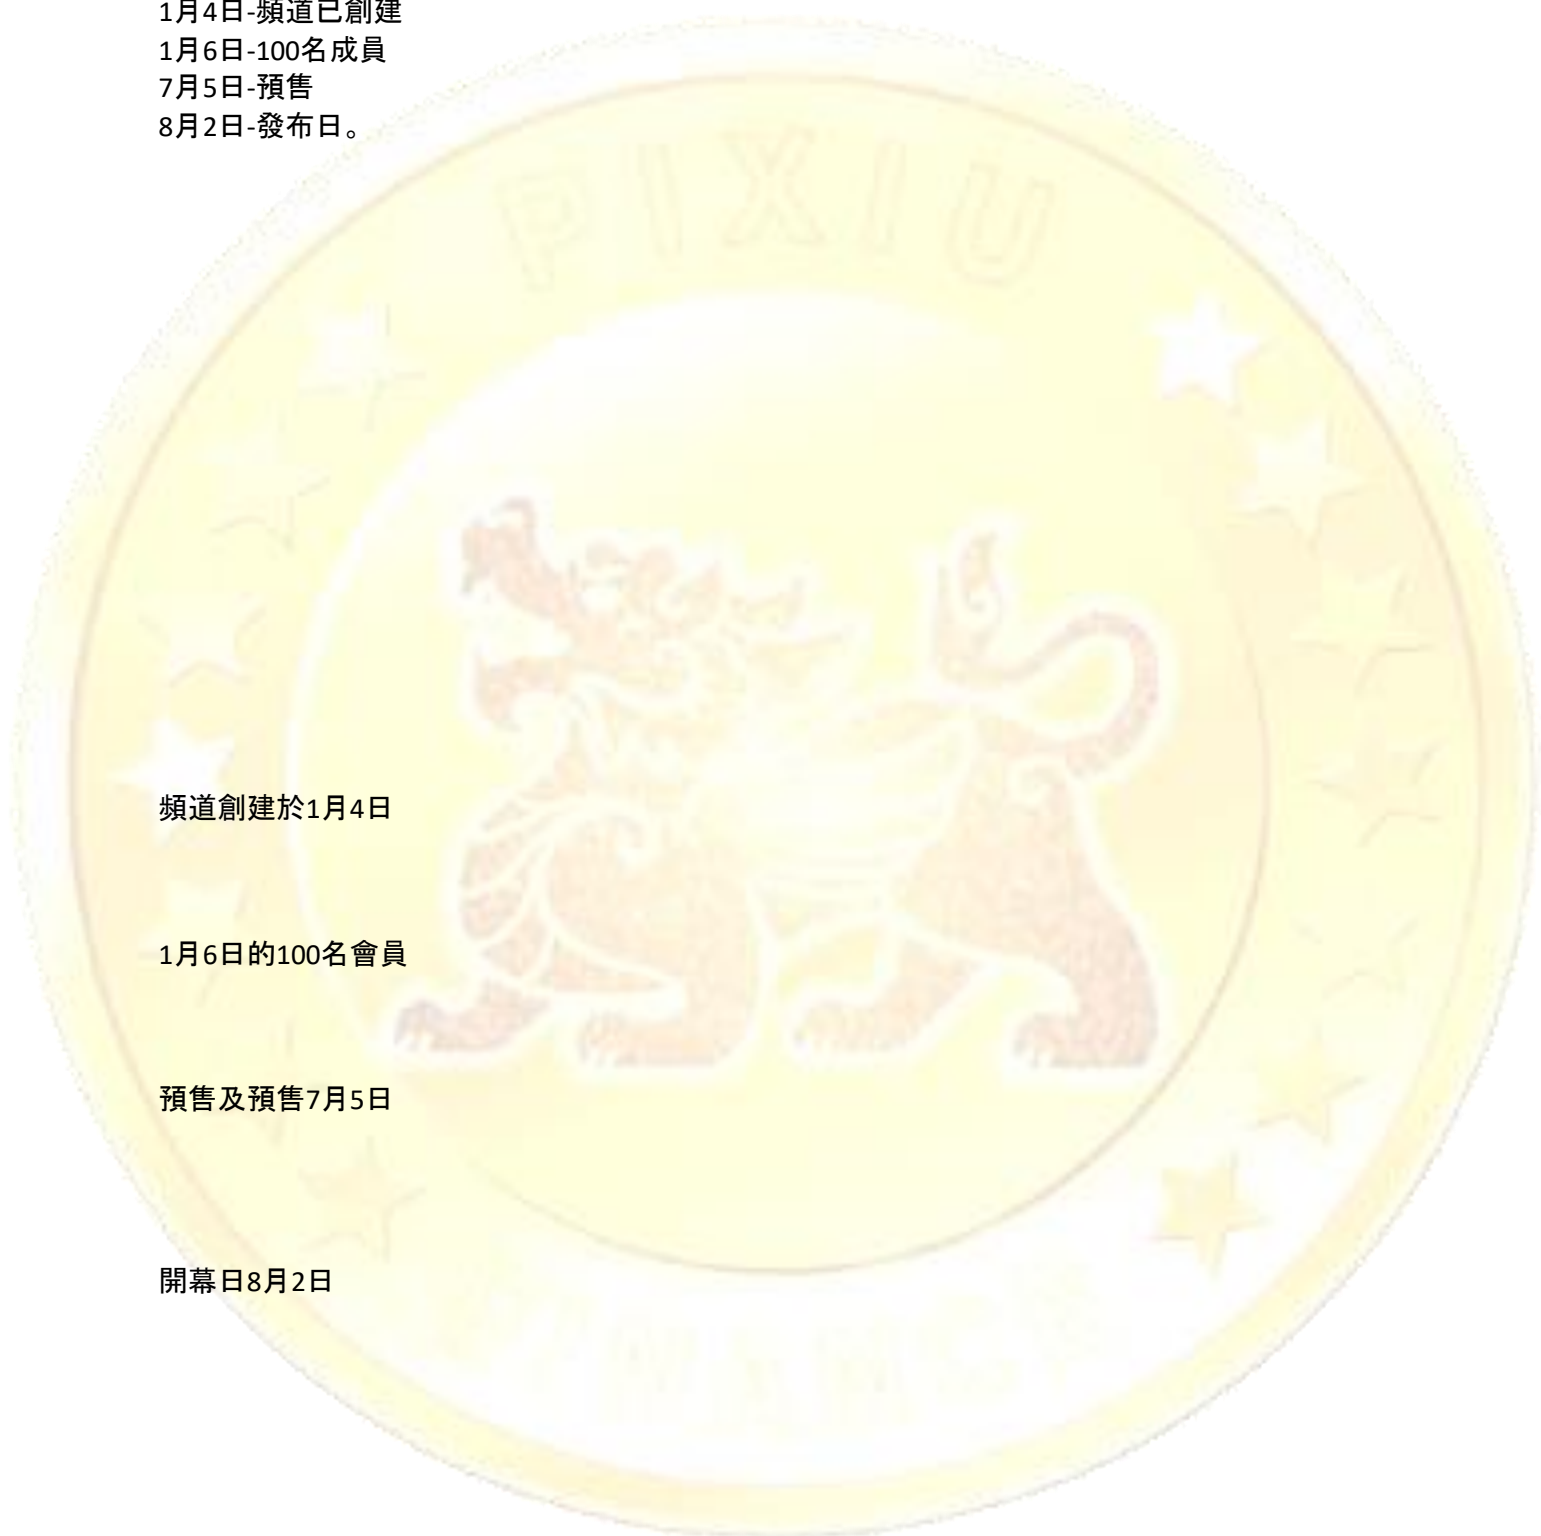 1月4日-頻道已創建
1月6日-100名成員
7月5日-預售
8月2日-發布日。
PIXIU
頻道創建於1月4日
1月6日的100名會員
預售及預售7月5日
開幕日8月2日
FINANCE